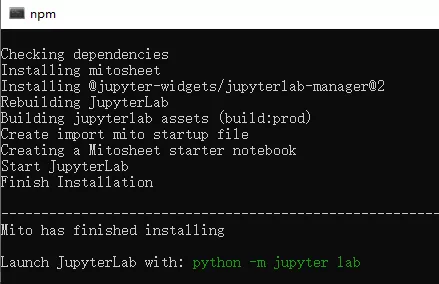 npm
Checking dependencies
Installing mitosheet
Installing @jupyter-widgets/jupyterlab-manager@2
Rebuilding JupyterLab
Building jupyterlab assets (build:prod)
Create import mito startup file
Creating a Mitosheet starter notebook
Start JupyterLab
Finish Installation
-------------------------------------------------------
Mito has finished installing
Launch JupyterLab with: python -m jupyter lab